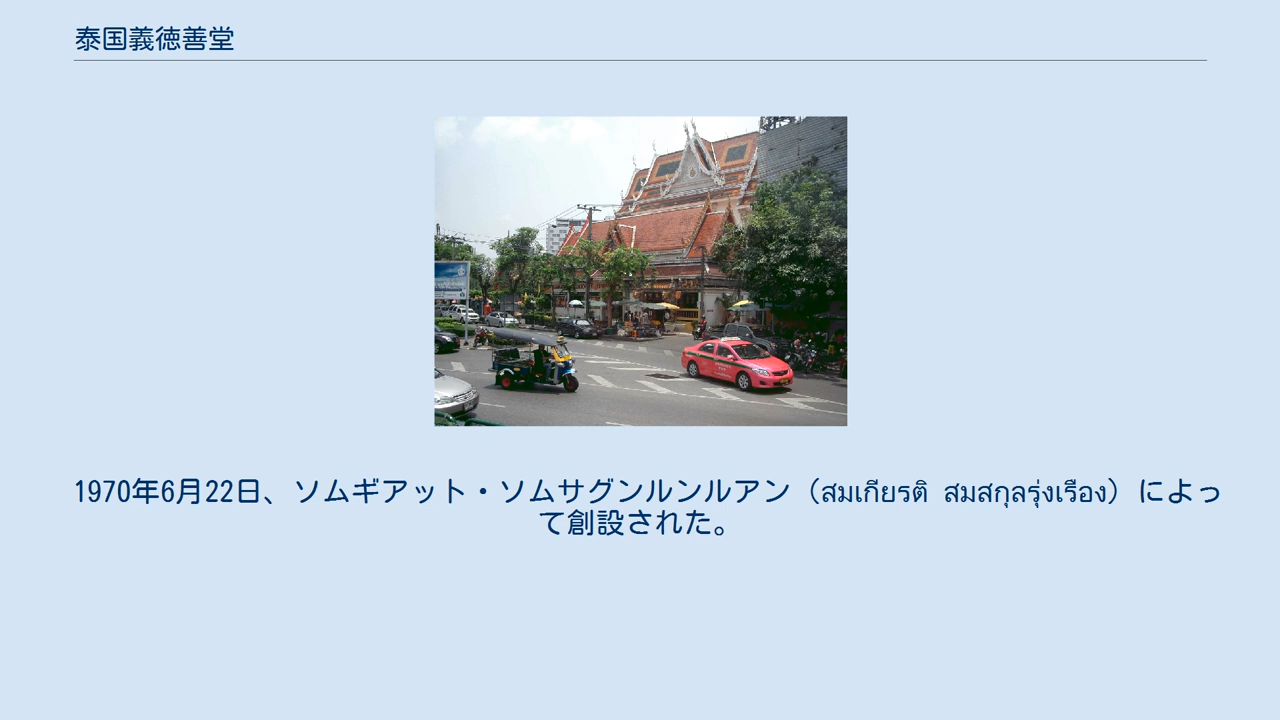 泰国義徳善堂
1970年6月22日、ソムギアット・ソムサグンルンルアン（สมเกียรติ สมสกุลรุ่งเรือง）によっ
て創設された。